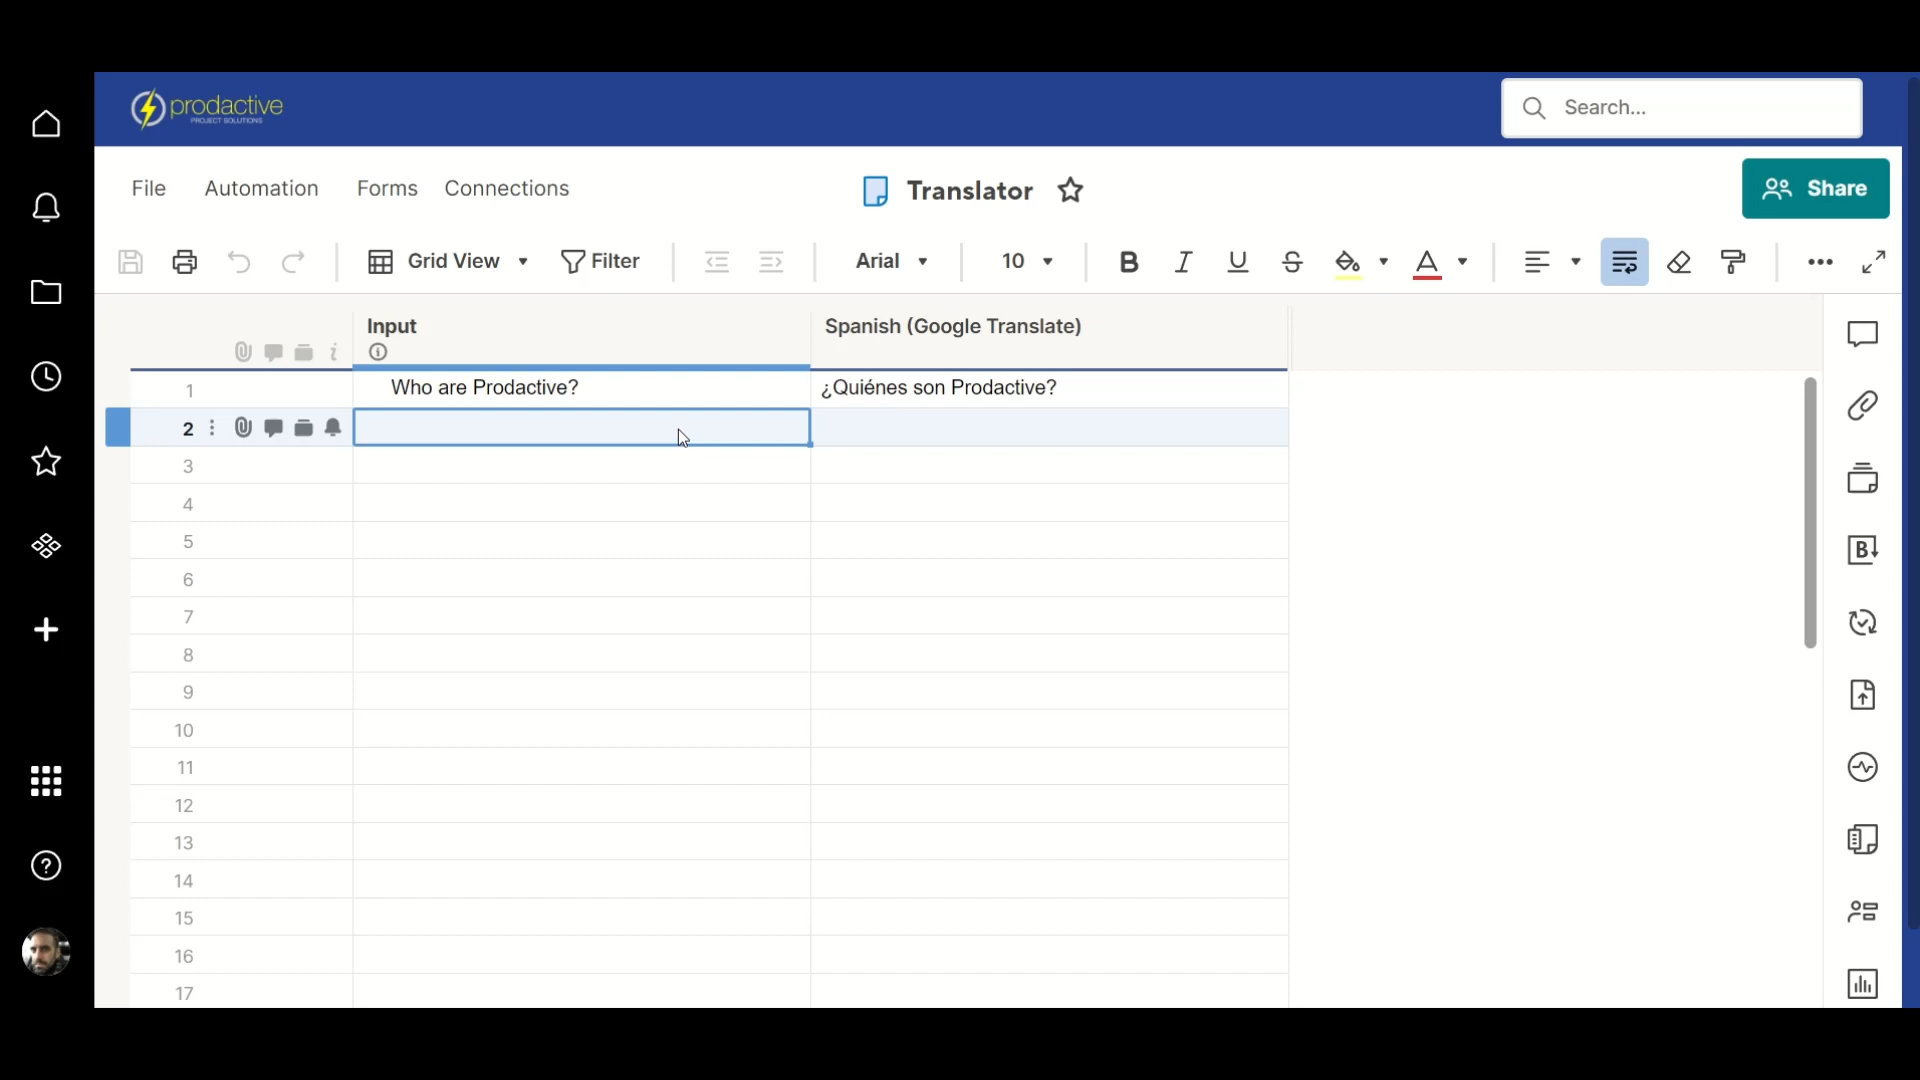 prodactive
PROJECT SOLUTIONS
Search...
File Automation Forms Connections
Translator
Share
Grid View Filter Arial 10 B I U S A
Input Spanish (Google Translate)
1 Who are Prodactive? ¿Quiénes son Prodactive?
2
3
4
5
6
7
8
9
10
11
12
13
14
15
16
17